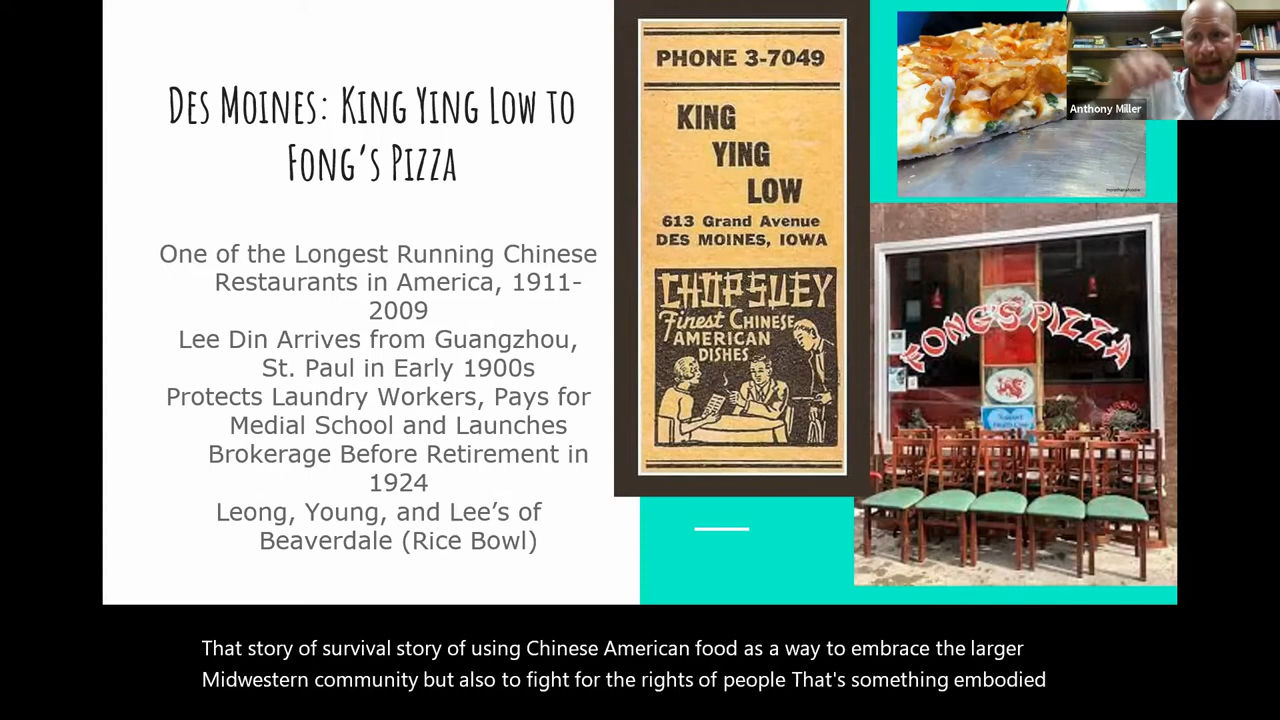 Des Moines: King Ying Low to
Fong's Pizza
One of the Longest Running Chinese
Restaurants in America, 1911-
2009
Lee Din Arrives from Guangzhou,
St. Paul in Early 1900s
Protects Laundry Workers, Pays for
Medial School and Launches
Brokerage Before Retirement in
1924
Leong, Young, and Lee's of
Beaverdale (Rice Bowl)
PHONE 3-7049
KING
YING
LOW
613 Grand Avenue
DES MOINES, IOWA
CHOP SUEY
Finest CHINESE
AMERICAN
DISHES
Anthony Miller
FONG'S PIZZA
That story of survival story of using Chinese American food as a way to embrace the larger
Midwestern community but also to fight for the rights of people That's something embodied